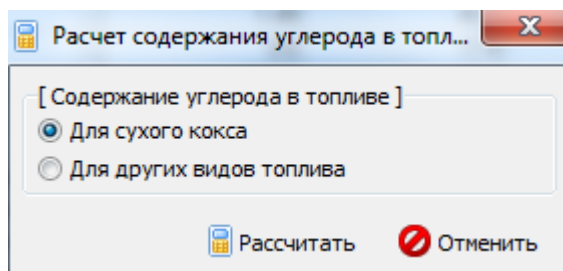 Расчет содержания углерода в топл...
[ Содержание углерода в топливе ]
Для сухого кокса
Для других видов топлива
Рассчитать Отменить